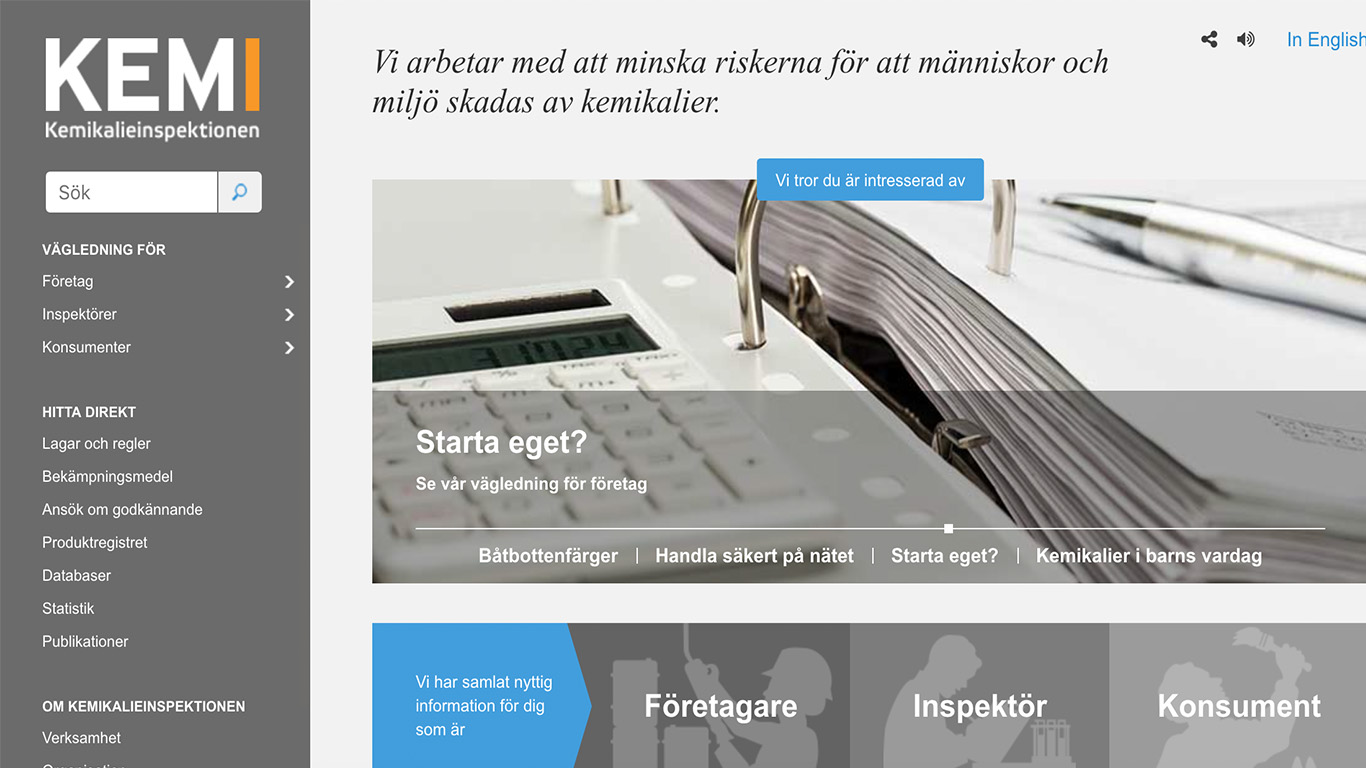 KEMI
Kemikalieinspektionen
Sök
VÄGLEDNING FÖR
Företag
Inspektörer
Konsumenter
HITTA DIREKT
Lagar och regler
Bekämpningsmedel
Ansök om godkännande
Produktregistret
Databaser
Statistik
Publikationer
OM KEMIKALIEINSPEKTIONEN
Verksamhet
In English
Vi arbetar med att minska riskerna för att människor och
miljö skadas av kemikalier.
Vi tror du är intresserad av
Starta eget?
Se vår vägledning för företag
Båtbottenfärger | Handla säkert på nätet | Starta eget? | Kemikalier i barns vardag
Vi har samlat nyttig
information för dig
som är
Företagare
Inspektör
Konsument